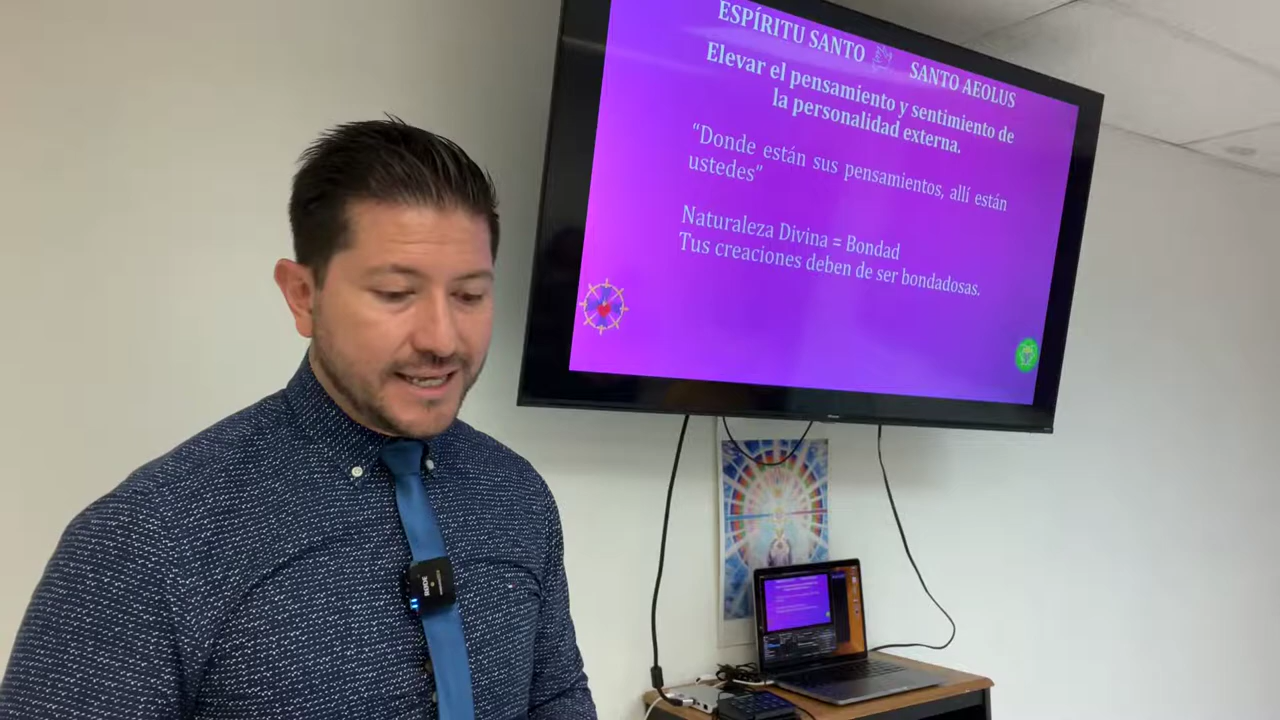 ESPÍRITU SANTO SANTO AEOLUS
Elevar el pensamiento y sentimiento de
la personalidad externa.
“Donde están sus pensamientos, allí están
ustedes”
Naturaleza Divina = Bondad
Tus creaciones deben de ser bondadosas.
RODE